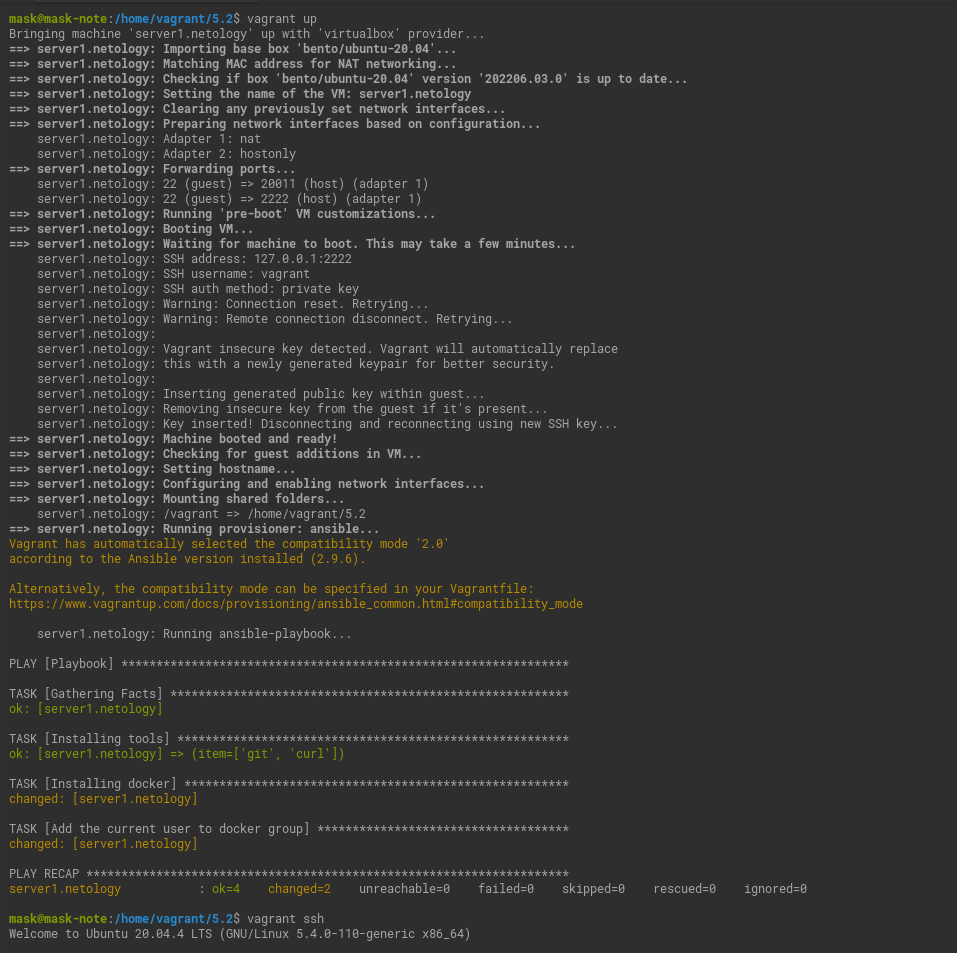 mask@mask-note:/home/vagrant/5.2$ vagrant up
Bringing machine 'server1.netology' up with 'virtualbox' provider...
==> server1.netology: Importing base box 'bento/ubuntu-20.04'...
==> server1.netology: Matching MAC address for NAT networking...
==> server1.netology: Checking if box 'bento/ubuntu-20.04' version '202206.03.0' is up to date...
==> server1.netology: Setting the name of the VM: server1.netology
==> server1.netology: Clearing any previously set network interfaces...
==> server1.netology: Preparing network interfaces based on configuration...
    server1.netology: Adapter 1: nat
    server1.netology: Adapter 2: hostonly
==> server1.netology: Forwarding ports...
    server1.netology: 22 (guest) => 20011 (host) (adapter 1)
    server1.netology: 22 (guest) => 2222 (host) (adapter 1)
==> server1.netology: Running 'pre-boot' VM customizations...
==> server1.netology: Booting VM...
==> server1.netology: Waiting for machine to boot. This may take a few minutes...
    server1.netology: SSH address: 127.0.0.1:2222
    server1.netology: SSH username: vagrant
    server1.netology: SSH auth method: private key
    server1.netology: Warning: Connection reset. Retrying...
    server1.netology: Warning: Remote connection disconnect. Retrying...
    server1.netology:
    server1.netology: Vagrant insecure key detected. Vagrant will automatically replace
    server1.netology: this with a newly generated keypair for better security.
    server1.netology:
    server1.netology: Inserting generated public key within guest...
    server1.netology: Removing insecure key from the guest if it's present...
    server1.netology: Key inserted! Disconnecting and reconnecting using new SSH key...
==> server1.netology: Machine booted and ready!
==> server1.netology: Checking for guest additions in VM...
==> server1.netology: Setting hostname...
==> server1.netology: Configuring and enabling network interfaces...
==> server1.netology: Mounting shared folders...
    server1.netology: /vagrant => /home/vagrant/5.2
==> server1.netology: Running provisioner: ansible...
Vagrant has automatically selected the compatibility mode '2.0'
according to the Ansible version installed (2.9.6).

Alternatively, the compatibility mode can be specified in your Vagrantfile:
https://www.vagrantup.com/docs/provisioning/ansible_common.html#compatibility_mode

    server1.netology: Running ansible-playbook...

PLAY [Playbook] ****************************************************************

TASK [Gathering Facts] *********************************************************
ok: [server1.netology]

TASK [Installing tools] ********************************************************
ok: [server1.netology] => (item=['git', 'curl'])

TASK [Installing docker] *******************************************************
changed: [server1.netology]

TASK [Add the current user to docker group] ************************************
changed: [server1.netology]

PLAY RECAP *********************************************************************
server1.netology           : ok=4    changed=2    unreachable=0    failed=0    skipped=0    rescued=0    ignored=0

mask@mask-note:/home/vagrant/5.2$ vagrant ssh
Welcome to Ubuntu 20.04.4 LTS (GNU/Linux 5.4.0-110-generic x86_64)